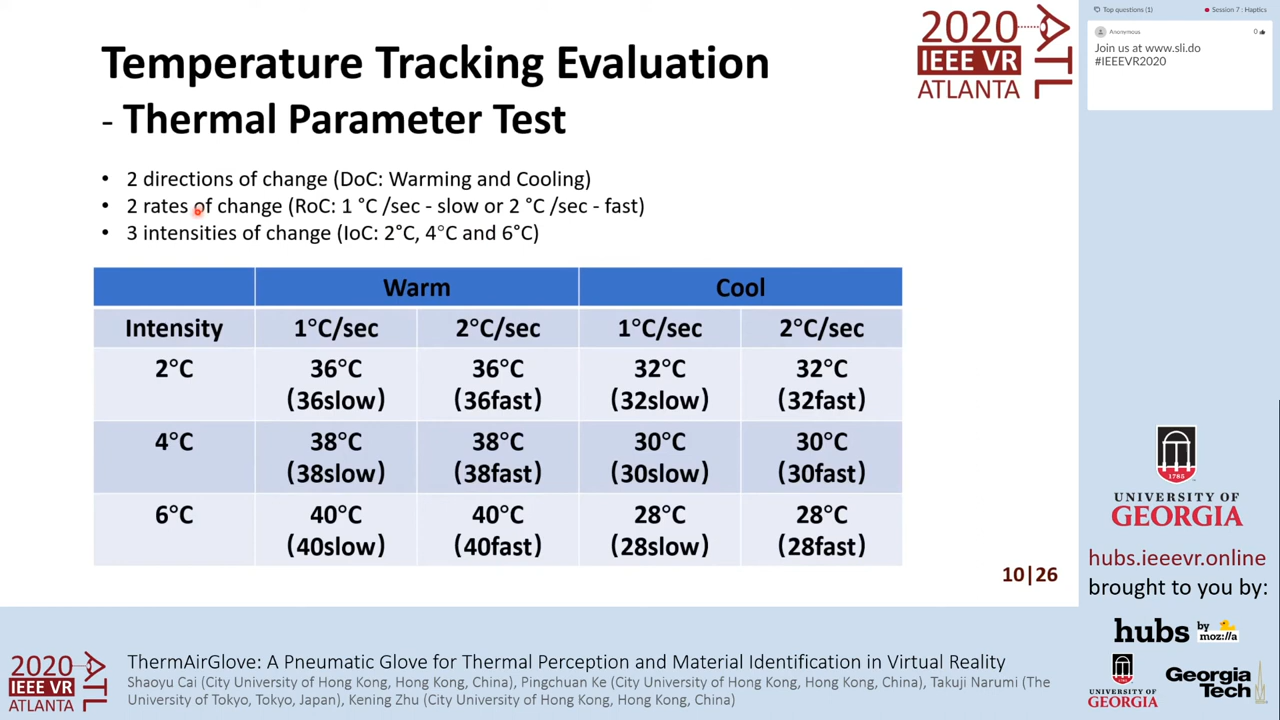 Temperature Tracking Evaluation
- Thermal Parameter Test
2020
IEEE VR
ATLANTA
ATL
• 2 directions of change (DoC: Warming and Cooling)
• 2 rates of change (RoC: 1 °C /sec - slow or 2 °C /sec - fast)
• 3 intensities of change (IoC: 2°C, 4°C and 6°C)
Warm Cool
Intensity 1°C/sec 2°C/sec 1°C/sec 2°C/sec
2°C 36°C 36°C 32°C 32°C
(36slow) (36fast) (32slow) (32fast)
4°C 38°C 38°C 30°C 30°C
(38slow) (38fast) (30slow) (30fast)
6°C 40°C 40°C 28°C 28°C
(40slow) (40fast) (28slow) (28fast)
10|26
Top questions (1) Session 7 : Haptics
Anonymous 0
Join us at www.sli.do
#IEEEVR2020
1785
UNIVERSITY OF
GEORGIA
hubs.ieeevr.online
brought to you by:
hubs by moz://a
UNIVERSITY OF
GEORGIA
Georgia
Tech
2020
IEEE VR
ATLANTA
ATL
ThermAirGlove: A Pneumatic Glove for Thermal Perception and Material Identification in Virtual Reality
Shaoyu Cai (City University of Hong Kong, Hong Kong, China), Pingchuan Ke (City University of Hong Kong, Hong Kong, China), Takuji Narumi (The
University of Tokyo, Tokyo, Japan), Kening Zhu (City University of Hong Kong, Hong Kong, China)